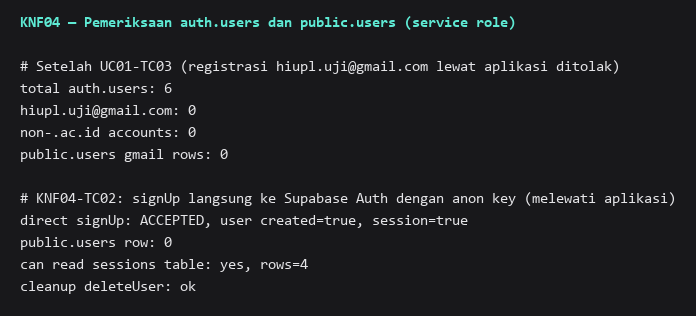 KNF04 — Pemeriksaan auth.users dan public.users (service role)
# Setelah UC01-TC03 (registrasi hiupl.uji@gmail.com lewat aplikasi ditolak)
total auth.users: 6
hiupl.uji@gmail.com: 0
non-.ac.id accounts: 0
public.users gmail rows: 0
# KNF04-TC02: signUp langsung ke Supabase Auth dengan anon key (melewati aplikasi)
direct signUp: ACCEPTED, user created=true, session=true
public.users row: 0
can read sessions table: yes, rows=4
cleanup deleteUser: ok